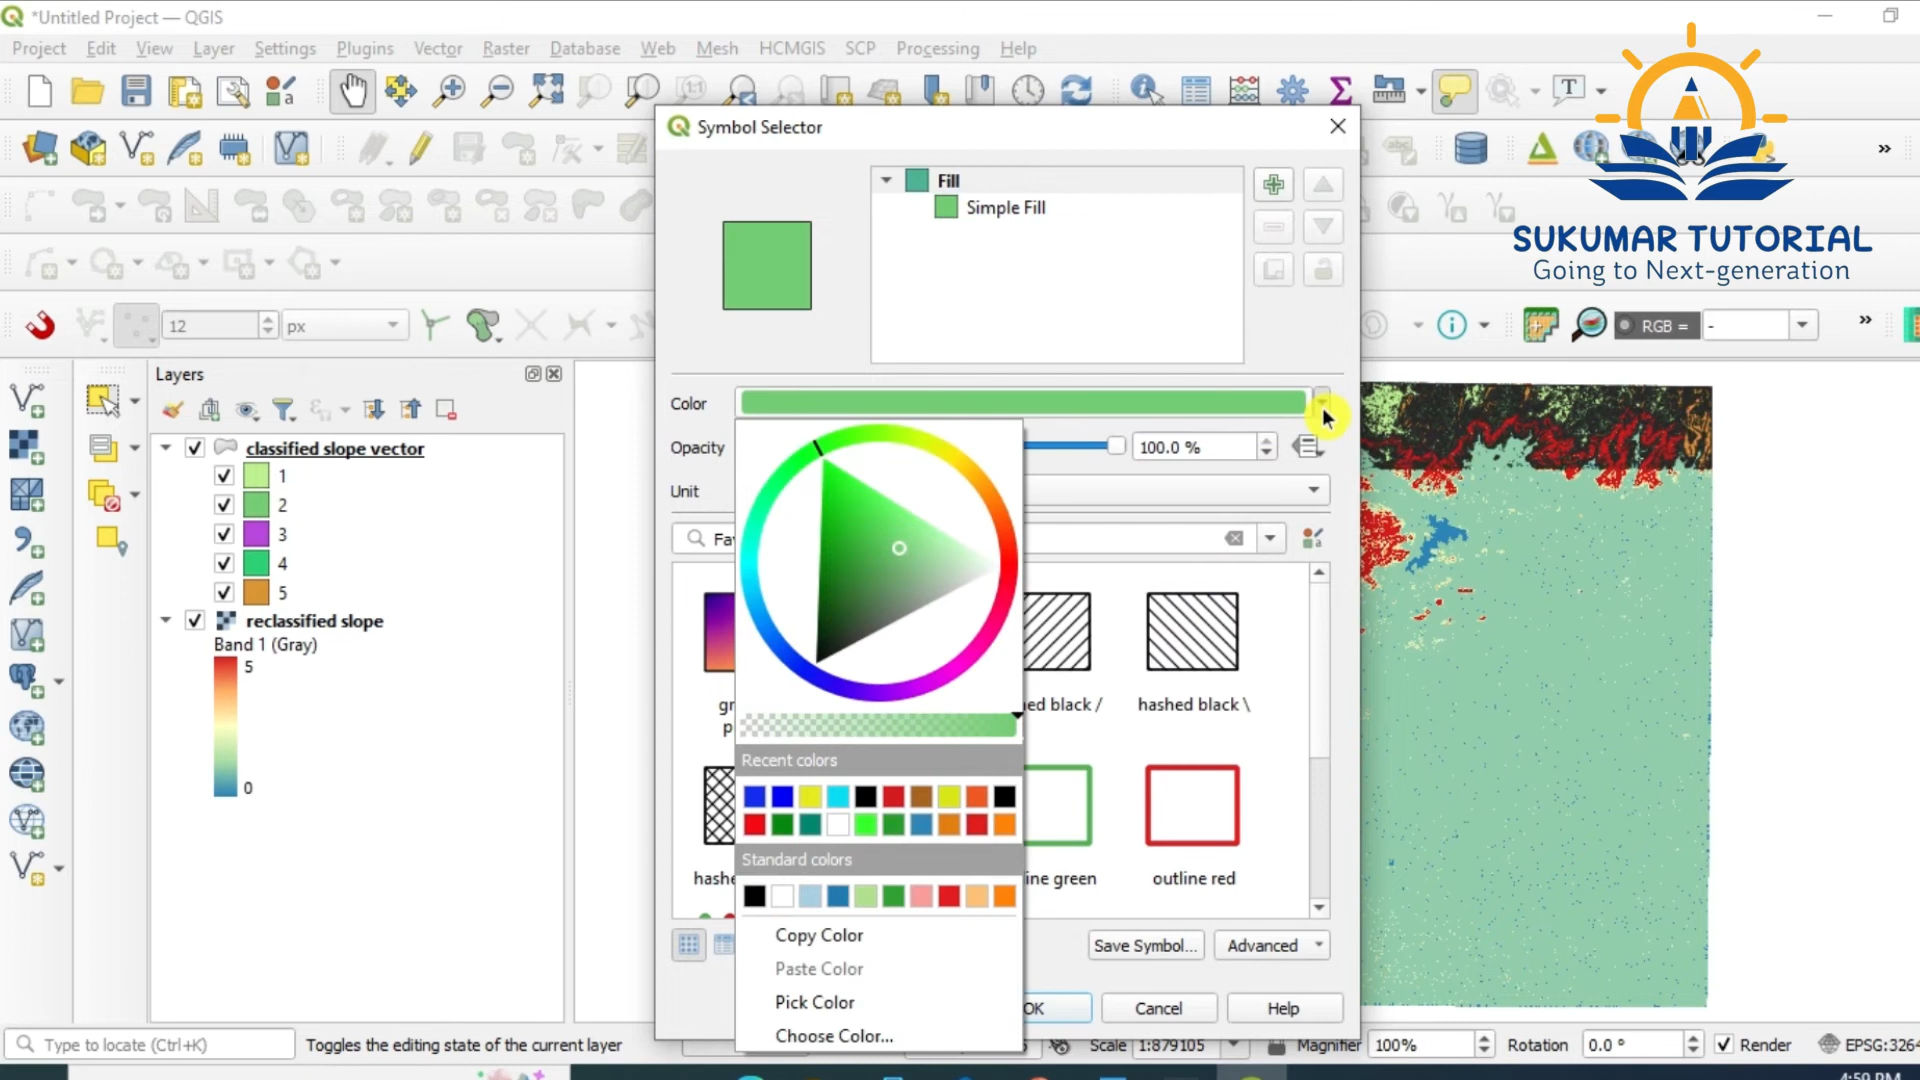 *Untitled Project — QGIS
Project Edit View Layer Settings Plugins Vector Raster Database Web Mesh HCMGIS SCP Processing Help
Symbol Selector
SUKUMAR TUTORIAL
Going to Next-generation
Fill
Simple Fill
12
px
RGB =
-
Layers
Color
classified slope vector
Opacity
100.0 %
1
Unit
2
3
4
5
reclassified slope
Band 1 (Gray)
5
0
hashed black \
Recent colors
Standard colors
outline red
Copy Color
Save Symbol...
Advanced
Paste Color
Pick Color
OK
Cancel
Help
Choose Color...
Type to locate (Ctrl+K)
Toggles the editing state of the current layer
Scale
1:879105
Magnifier
100%
Rotation
0.0 °
Render